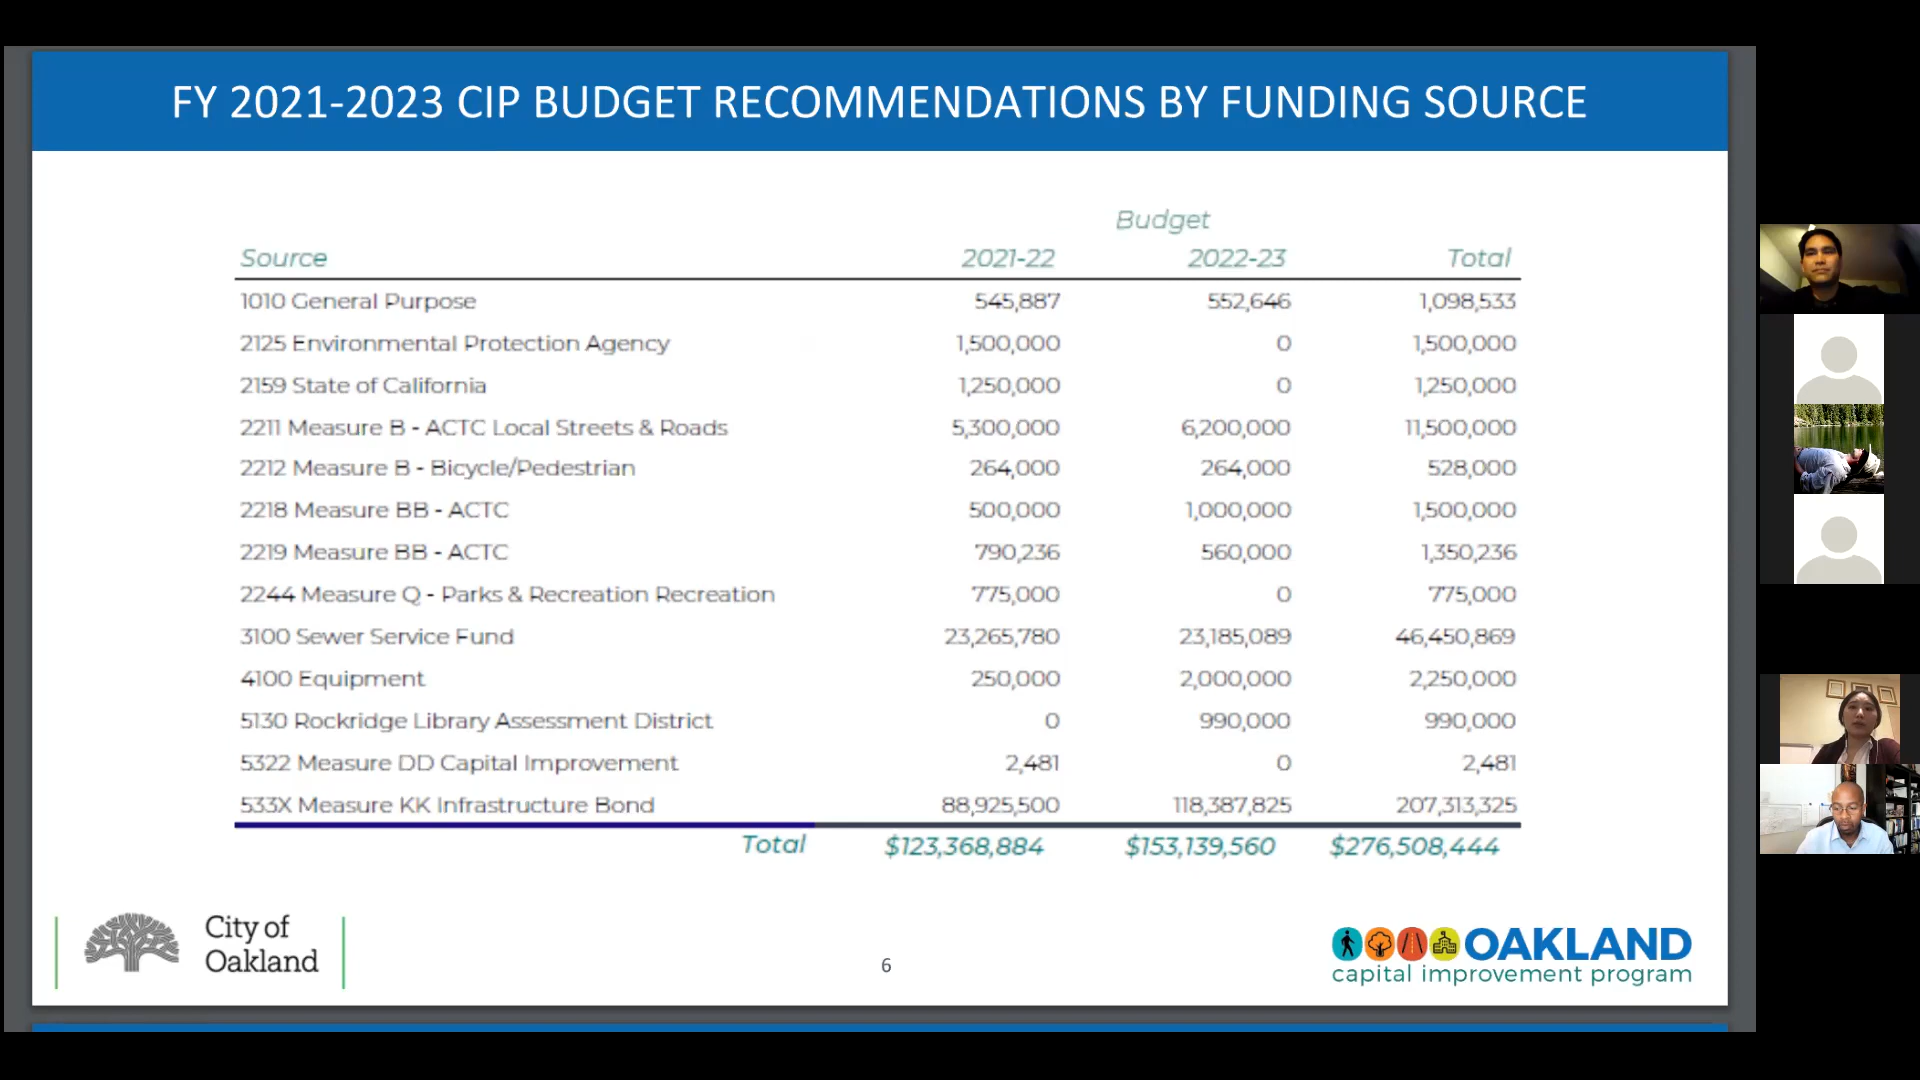 FY 2021-2023 CIP BUDGET RECOMMENDATIONS BY FUNDING SOURCE
Budget
Source 2021-22 2022-23 Total
1010 General Purpose 545,887 552,646 1,098,533
2125 Environmental Protection Agency 1,500,000 0 1,500,000
2159 State of California 1,250,000 0 1,250,000
2211 Measure B - ACTC Local Streets & Roads 5,300,000 6,200,000 11,500,000
2212 Measure B - Bicycle/Pedestrian 264,000 264,000 528,000
2218 Measure BB - ACTC 500,000 1,000,000 1,500,000
2219 Measure BB - ACTC 790,236 560,000 1,350,236
2244 Measure Q - Parks & Recreation Recreation 775,000 0 775,000
3100 Sewer Service Fund 23,265,780 23,185,089 46,450,869
4100 Equipment 250,000 2,000,000 2,250,000
5130 Rockridge Library Assessment District 0 990,000 990,000
5322 Measure DD Capital Improvement 2,481 0 2,481
533X Measure KK Infrastructure Bond 88,925,500 118,387,825 207,313,325
Total $123,368,884 $153,139,560 $276,508,444
City of
Oakland
6
OAKLAND
capital improvement program